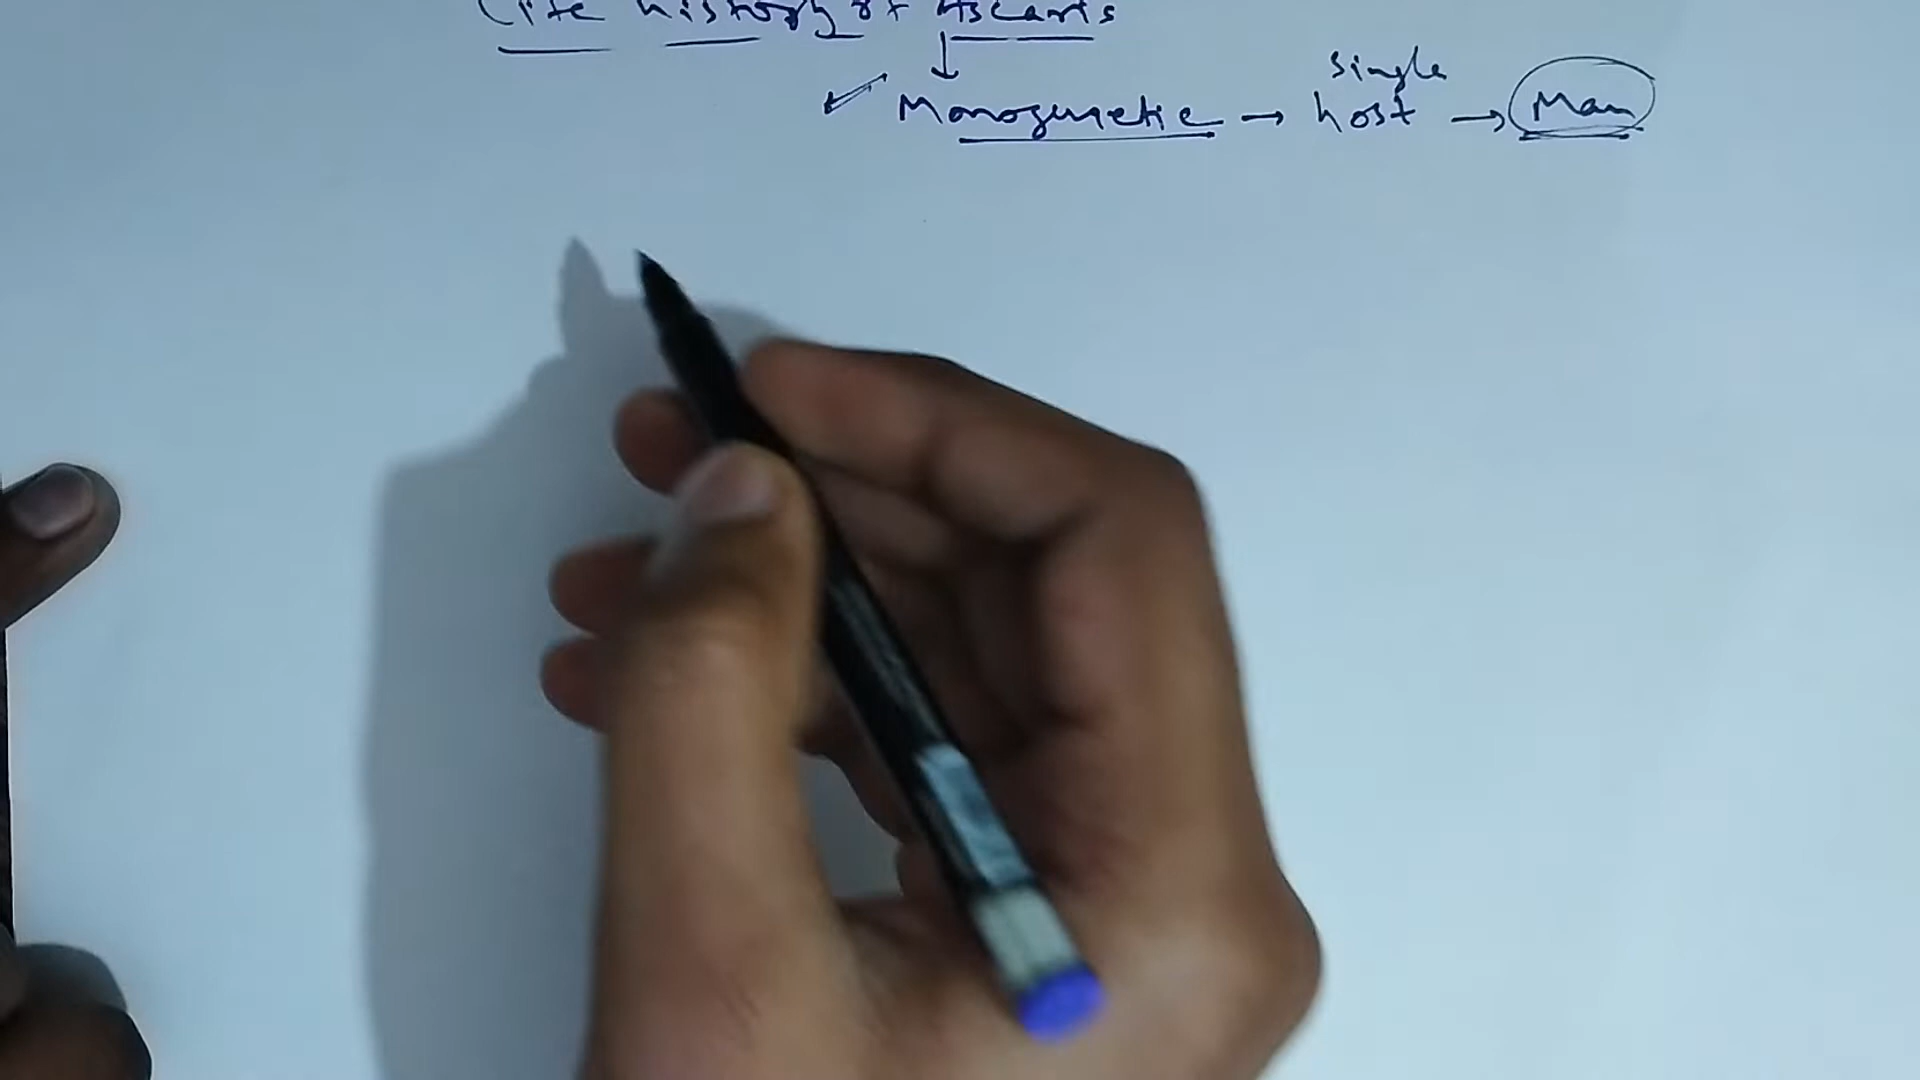 Life history of Ascaris
↓
✓ Monogenetic → single host → Man